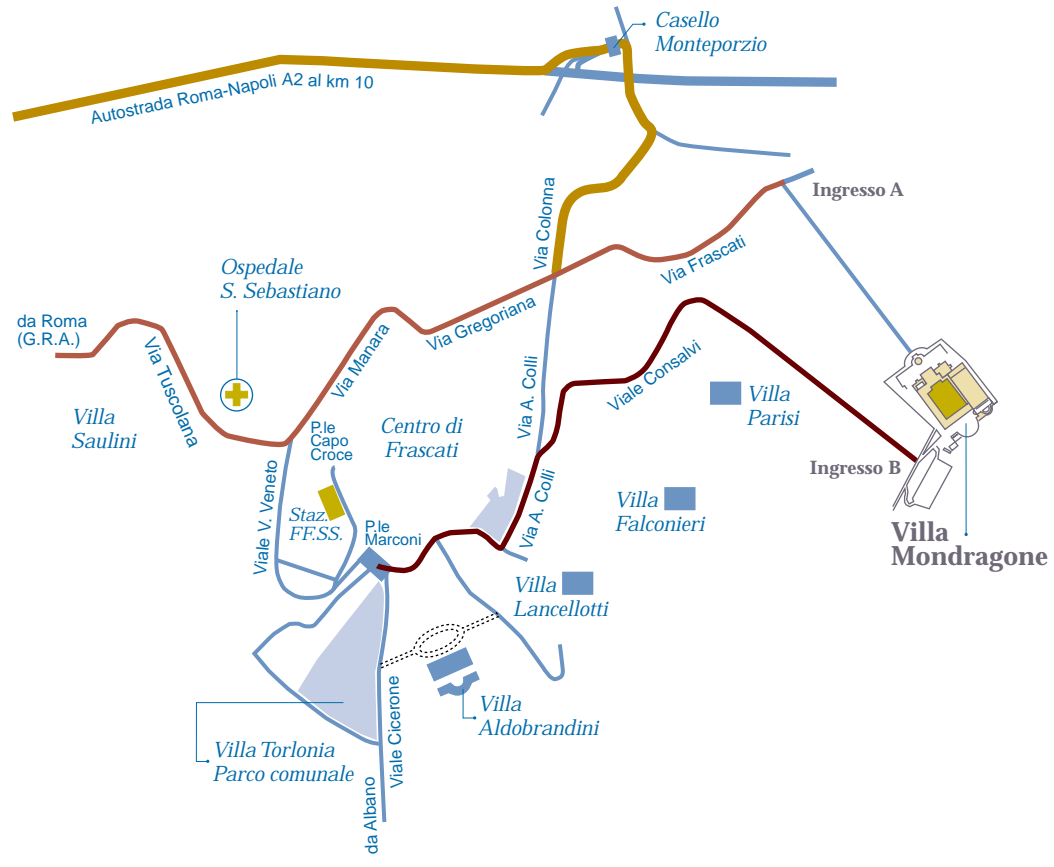 Casello
Monteporzio
Autostrada Roma-Napoli A2 al km 10
Ingresso A
Via Colonna
Via Frascati
Ospedale
S. Sebastiano
da Roma
(G.R.A.)
Via Tuscolana
Via Manara
Via Gregoriana
Via A. Colli
Viale Consalvi
Villa
Parisi
Villa
Saulini
Centro di
Frascati
P.le
Capo
Croce
Viale V. Veneto
Ingresso B
Staz.
FF.SS.
P.le
Marconi
Via A. Colli
Villa
Falconieri
Villa
Mondragone
Villa
Lancellotti
Viale Cicerone
Villa
Aldobrandini
Villa Torlonia
Parco comunale
da Albano